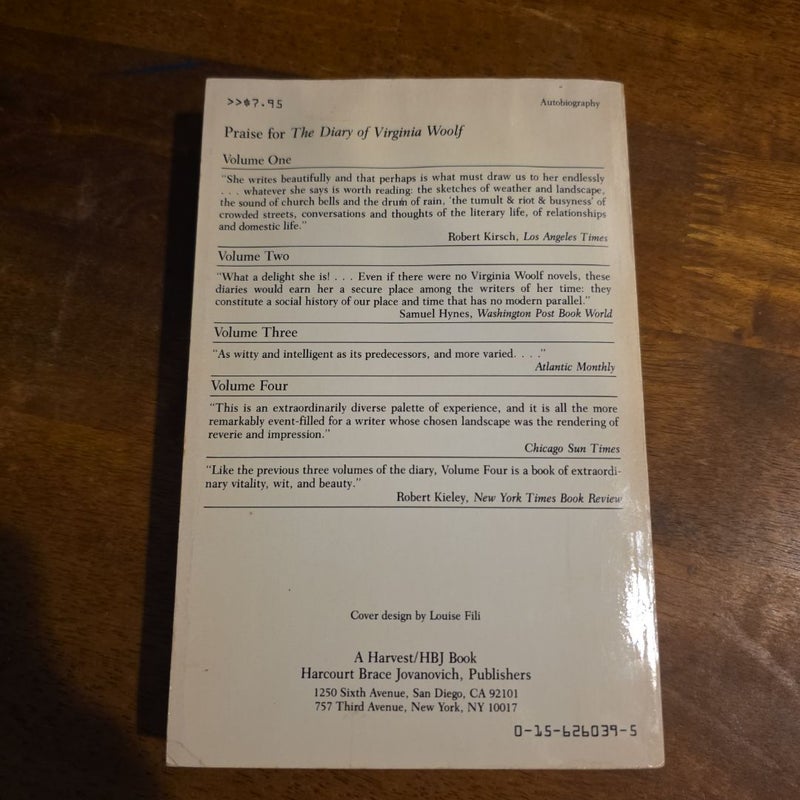 >>$7.95
Autobiography
Praise for The Diary of Virginia Woolf
Volume One
"She writes beautifully and that perhaps is what must draw us to her endlessly
. . . whatever she says is worth reading: the sketches of weather and landscape,
the sound of church bells and the drum of rain, 'the tumult & riot & busyness' of
crowded streets, conversations and thoughts of the literary life, of relationships
and domestic life."
Robert Kirsch, Los Angeles Times
Volume Two
"What a delight she is! . . . Even if there were no Virginia Woolf novels, these
diaries would earn her a secure place among the writers of her time: they
constitute a social history of our place and time that has no modern parallel."
Samuel Hynes, Washington Post Book World
Volume Three
"As witty and intelligent as its predecessors, and more varied. . . ."
Atlantic Monthly
Volume Four
"This is an extraordinarily diverse palette of experience, and it is all the more
remarkably event-filled for a writer whose chosen landscape was the rendering of
reverie and impression."
Chicago Sun Times
"Like the previous three volumes of the diary, Volume Four is a book of extraordi-
nary vitality, wit, and beauty."
Robert Kieley, New York Times Book Review
Cover design by Louise Fili
A Harvest/HBJ Book
Harcourt Brace Jovanovich, Publishers
1250 Sixth Avenue, San Diego, CA 92101
757 Third Avenue, New York, NY 10017
0-15-626039-5